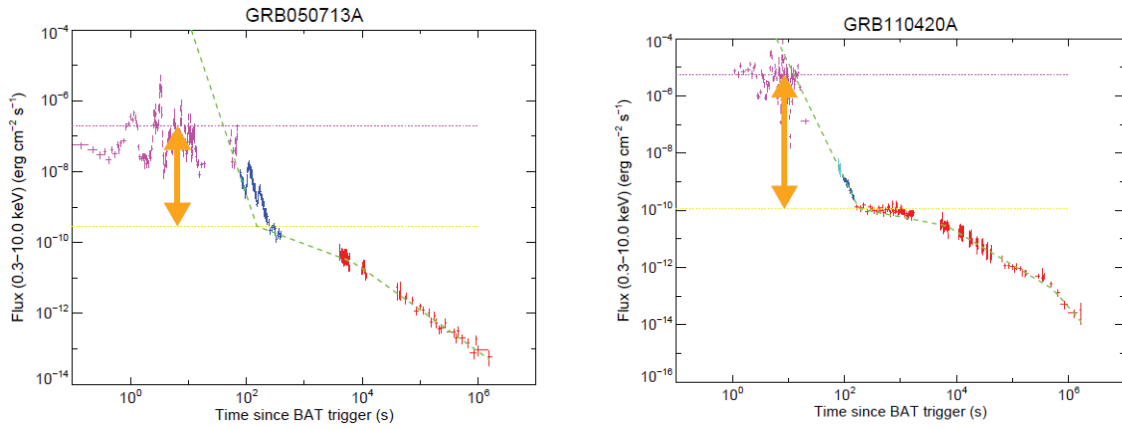 GRB050713A
10⁻⁴
10⁻⁶
10⁻⁸
10⁻¹⁰
10⁻¹²
10⁻¹⁴
Flux (0.3−10.0 keV) (erg cm⁻² s⁻¹)
10⁰ 10² 10⁴ 10⁶
Time since BAT trigger (s)
GRB110420A
10⁻⁴
10⁻⁶
10⁻⁸
10⁻¹⁰
10⁻¹²
10⁻¹⁴
10⁻¹⁶
Flux (0.3−10.0 keV) (erg cm⁻² s⁻¹)
10⁰ 10² 10⁴ 10⁶
Time since BAT trigger (s)